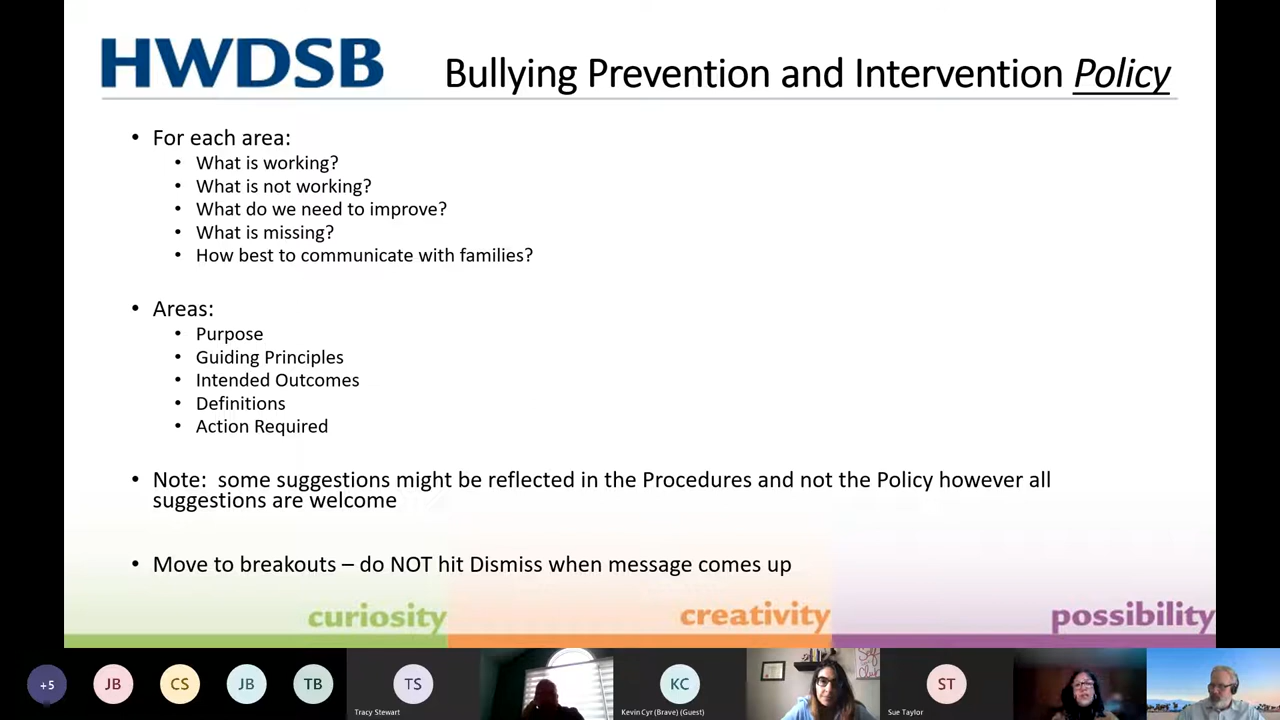 HWDSB
Bullying Prevention and Intervention Policy
• For each area:
• What is working?
• What is not working?
• What do we need to improve?
• What is missing?
• How best to communicate with families?
• Areas:
• Purpose
• Guiding Principles
• Intended Outcomes
• Definitions
• Action Required
• Note: some suggestions might be reflected in the Procedures and not the Policy however all
suggestions are welcome
• Move to breakouts – do NOT hit Dismiss when message comes up
curiosity
creativity
possibility
+5
JB
CS
JB
TB
TS
Tracy Stewart
KC
Kevin Cyr (Brave) (Guest)
ST
Sue Taylor